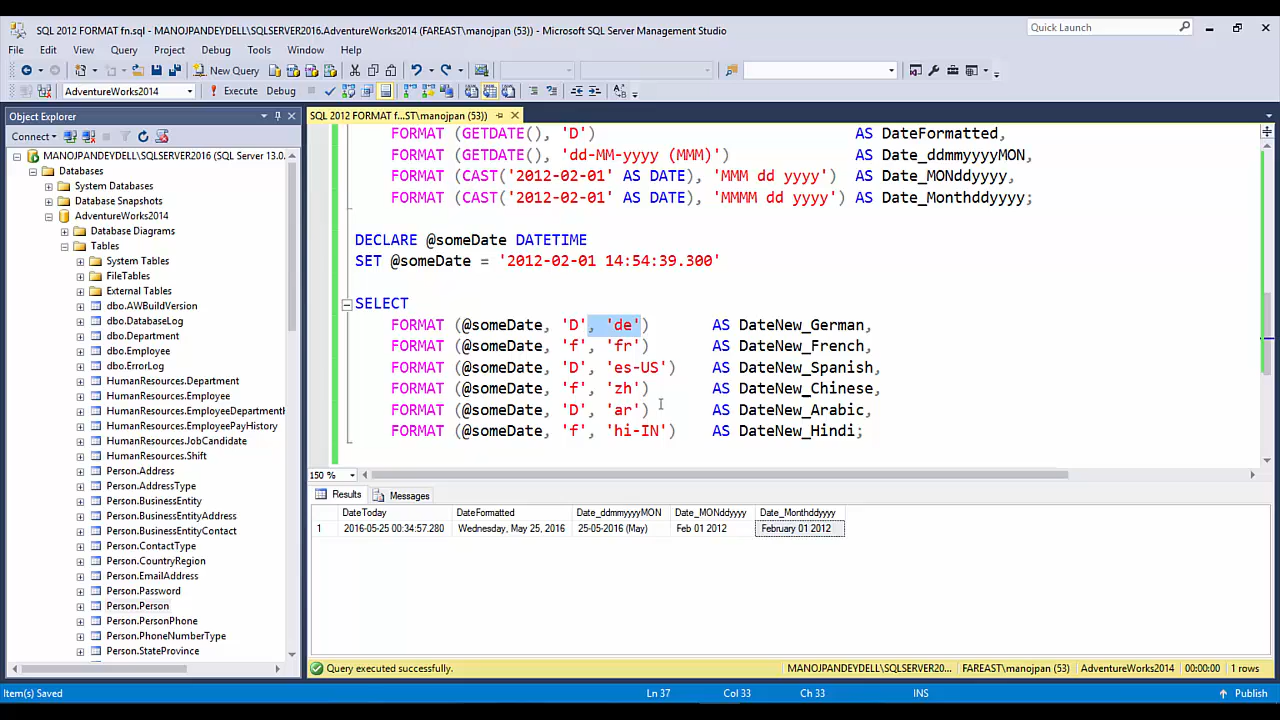 SQL 2012 FORMAT fn.sql - MANOJPANDEYDELL\SQLSERVER2016.AdventureWorks2014 (FAREAST\manojpan (53)) - Microsoft SQL Server Management Studio
Quick Launch
File Edit View Query Project Debug Tools Window Help
New Query
AdventureWorks2014 Execute Debug
Object Explorer
SQL 2012 FORMAT f...ST\manojpan (53))
Connect
MANOJPANDEYDELL\SQLSERVER2016 (SQL Server 13.0.
Databases
System Databases
Database Snapshots
AdventureWorks2014
Database Diagrams
Tables
System Tables
FileTables
External Tables
dbo.AWBuildVersion
dbo.DatabaseLog
dbo.Department
dbo.Employee
dbo.ErrorLog
HumanResources.Department
HumanResources.Employee
HumanResources.EmployeeDepartmentH
HumanResources.EmployeePayHistory
HumanResources.JobCandidate
HumanResources.Shift
Person.Address
Person.AddressType
Person.BusinessEntity
Person.BusinessEntityAddress
Person.BusinessEntityContact
Person.ContactType
Person.CountryRegion
Person.EmailAddress
Person.Password
Person.Person
Person.PersonPhone
Person.PhoneNumberType
Person.StateProvince
FORMAT (GETDATE(), 'D') AS DateFormatted,
FORMAT (GETDATE(), 'dd-MM-yyyy (MMM)') AS Date_ddmmyyyyMON,
FORMAT (CAST('2012-02-01' AS DATE), 'MMM dd yyyy') AS Date_MONddyyyy,
FORMAT (CAST('2012-02-01' AS DATE), 'MMMM dd yyyy') AS Date_Monthddyyyy;
DECLARE @someDate DATETIME
SET @someDate = '2012-02-01 14:54:39.300'
SELECT
FORMAT (@someDate, 'D', 'de') AS DateNew_German,
FORMAT (@someDate, 'f', 'fr') AS DateNew_French,
FORMAT (@someDate, 'D', 'es-US') AS DateNew_Spanish,
FORMAT (@someDate, 'f', 'zh') AS DateNew_Chinese,
FORMAT (@someDate, 'D', 'ar') AS DateNew_Arabic,
FORMAT (@someDate, 'f', 'hi-IN') AS DateNew_Hindi;
150 %
Results Messages
DateToday DateFormatted Date_ddmmyyyyMON Date_MONddyyyy Date_Monthddyyyy
1 2016-05-25 00:34:57.280 Wednesday, May 25, 2016 25-05-2016 (May) Feb 01 2012 February 01 2012
Query executed successfully. MANOJPANDEYDELL\SQLSERVER20... FAREAST\manojpan (53) AdventureWorks2014 00:00:00 1 rows
Item(s) Saved Ln 37 Col 33 Ch 33 INS Publish